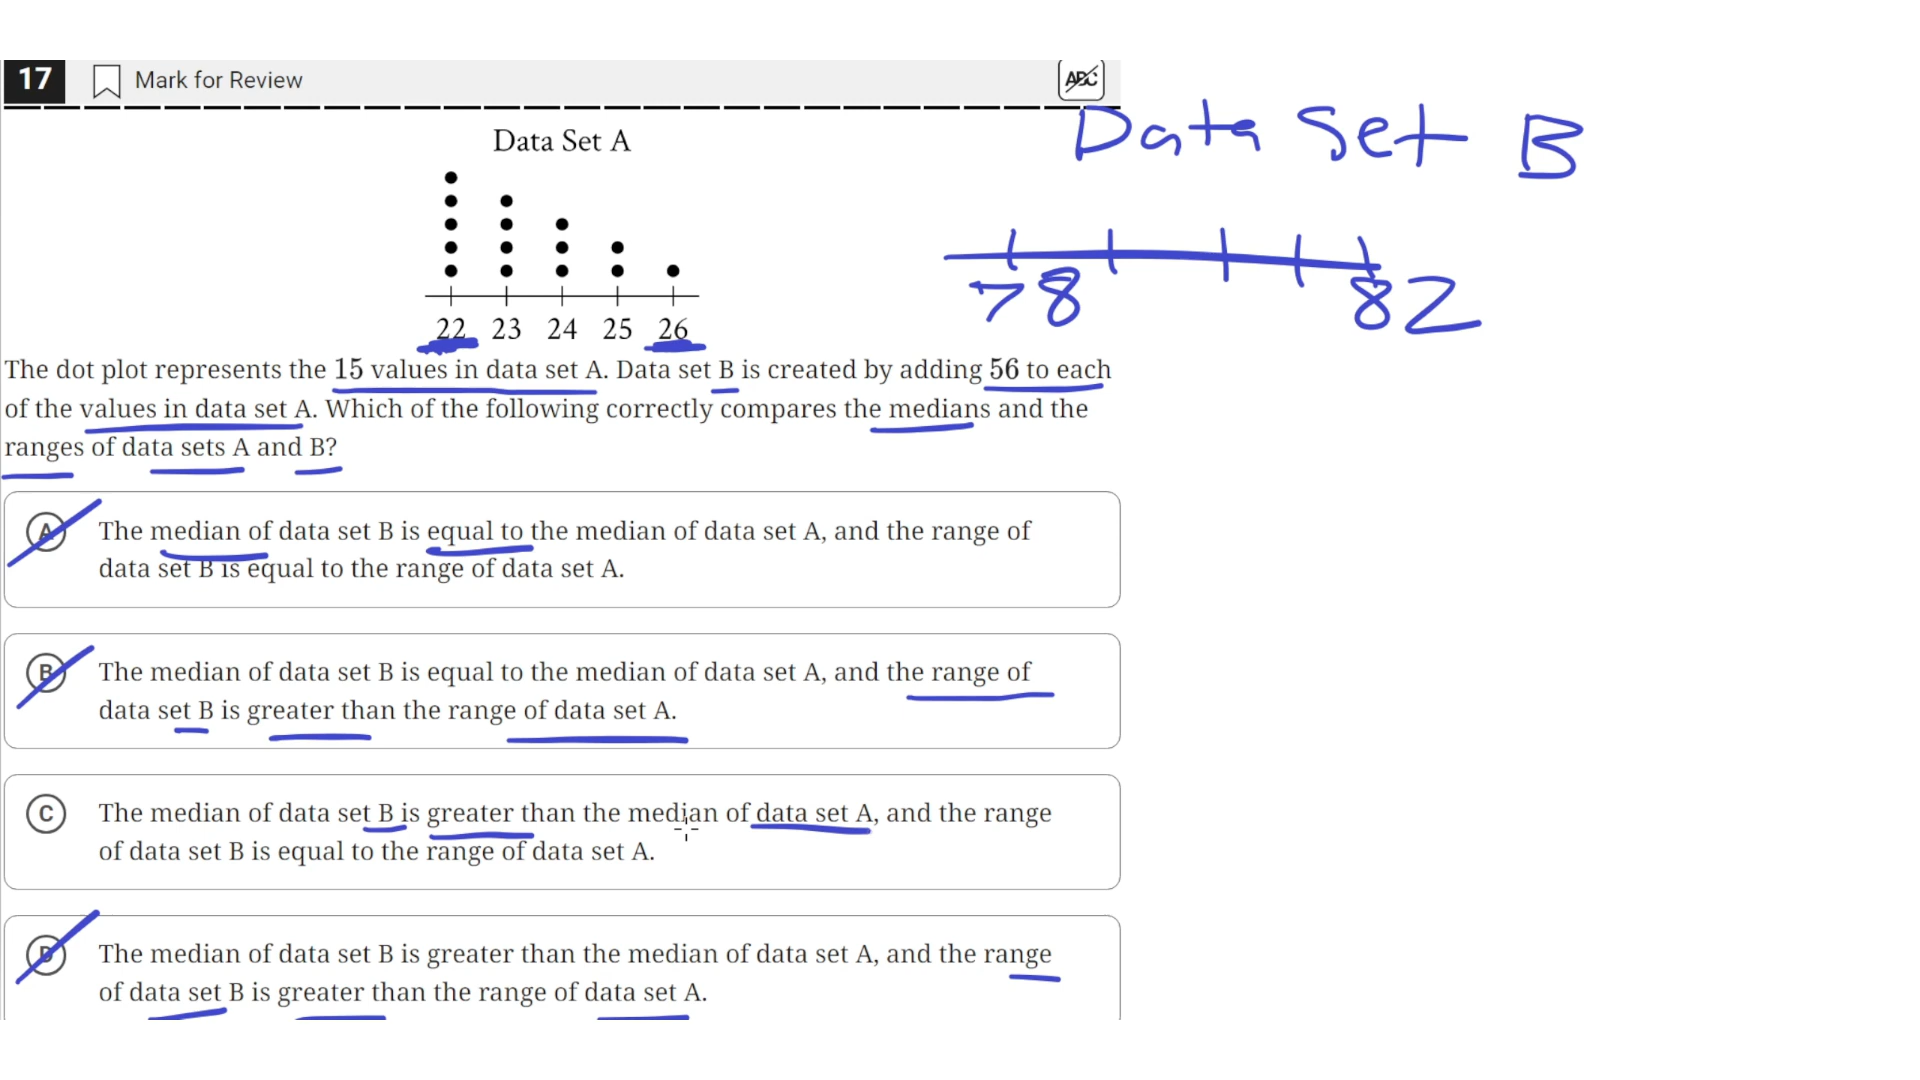 17 Mark for Review ABC
Data Set A
Data Set B
22 23 24 25 26
78 82
The dot plot represents the 15 values in data set A. Data set B is created by adding 56 to each
of the values in data set A. Which of the following correctly compares the medians and the
ranges of data sets A and B?
A The median of data set B is equal to the median of data set A, and the range of
data set B is equal to the range of data set A.
B The median of data set B is equal to the median of data set A, and the range of
data set B is greater than the range of data set A.
C The median of data set B is greater than the median of data set A, and the range
of data set B is equal to the range of data set A.
D The median of data set B is greater than the median of data set A, and the range
of data set B is greater than the range of data set A.